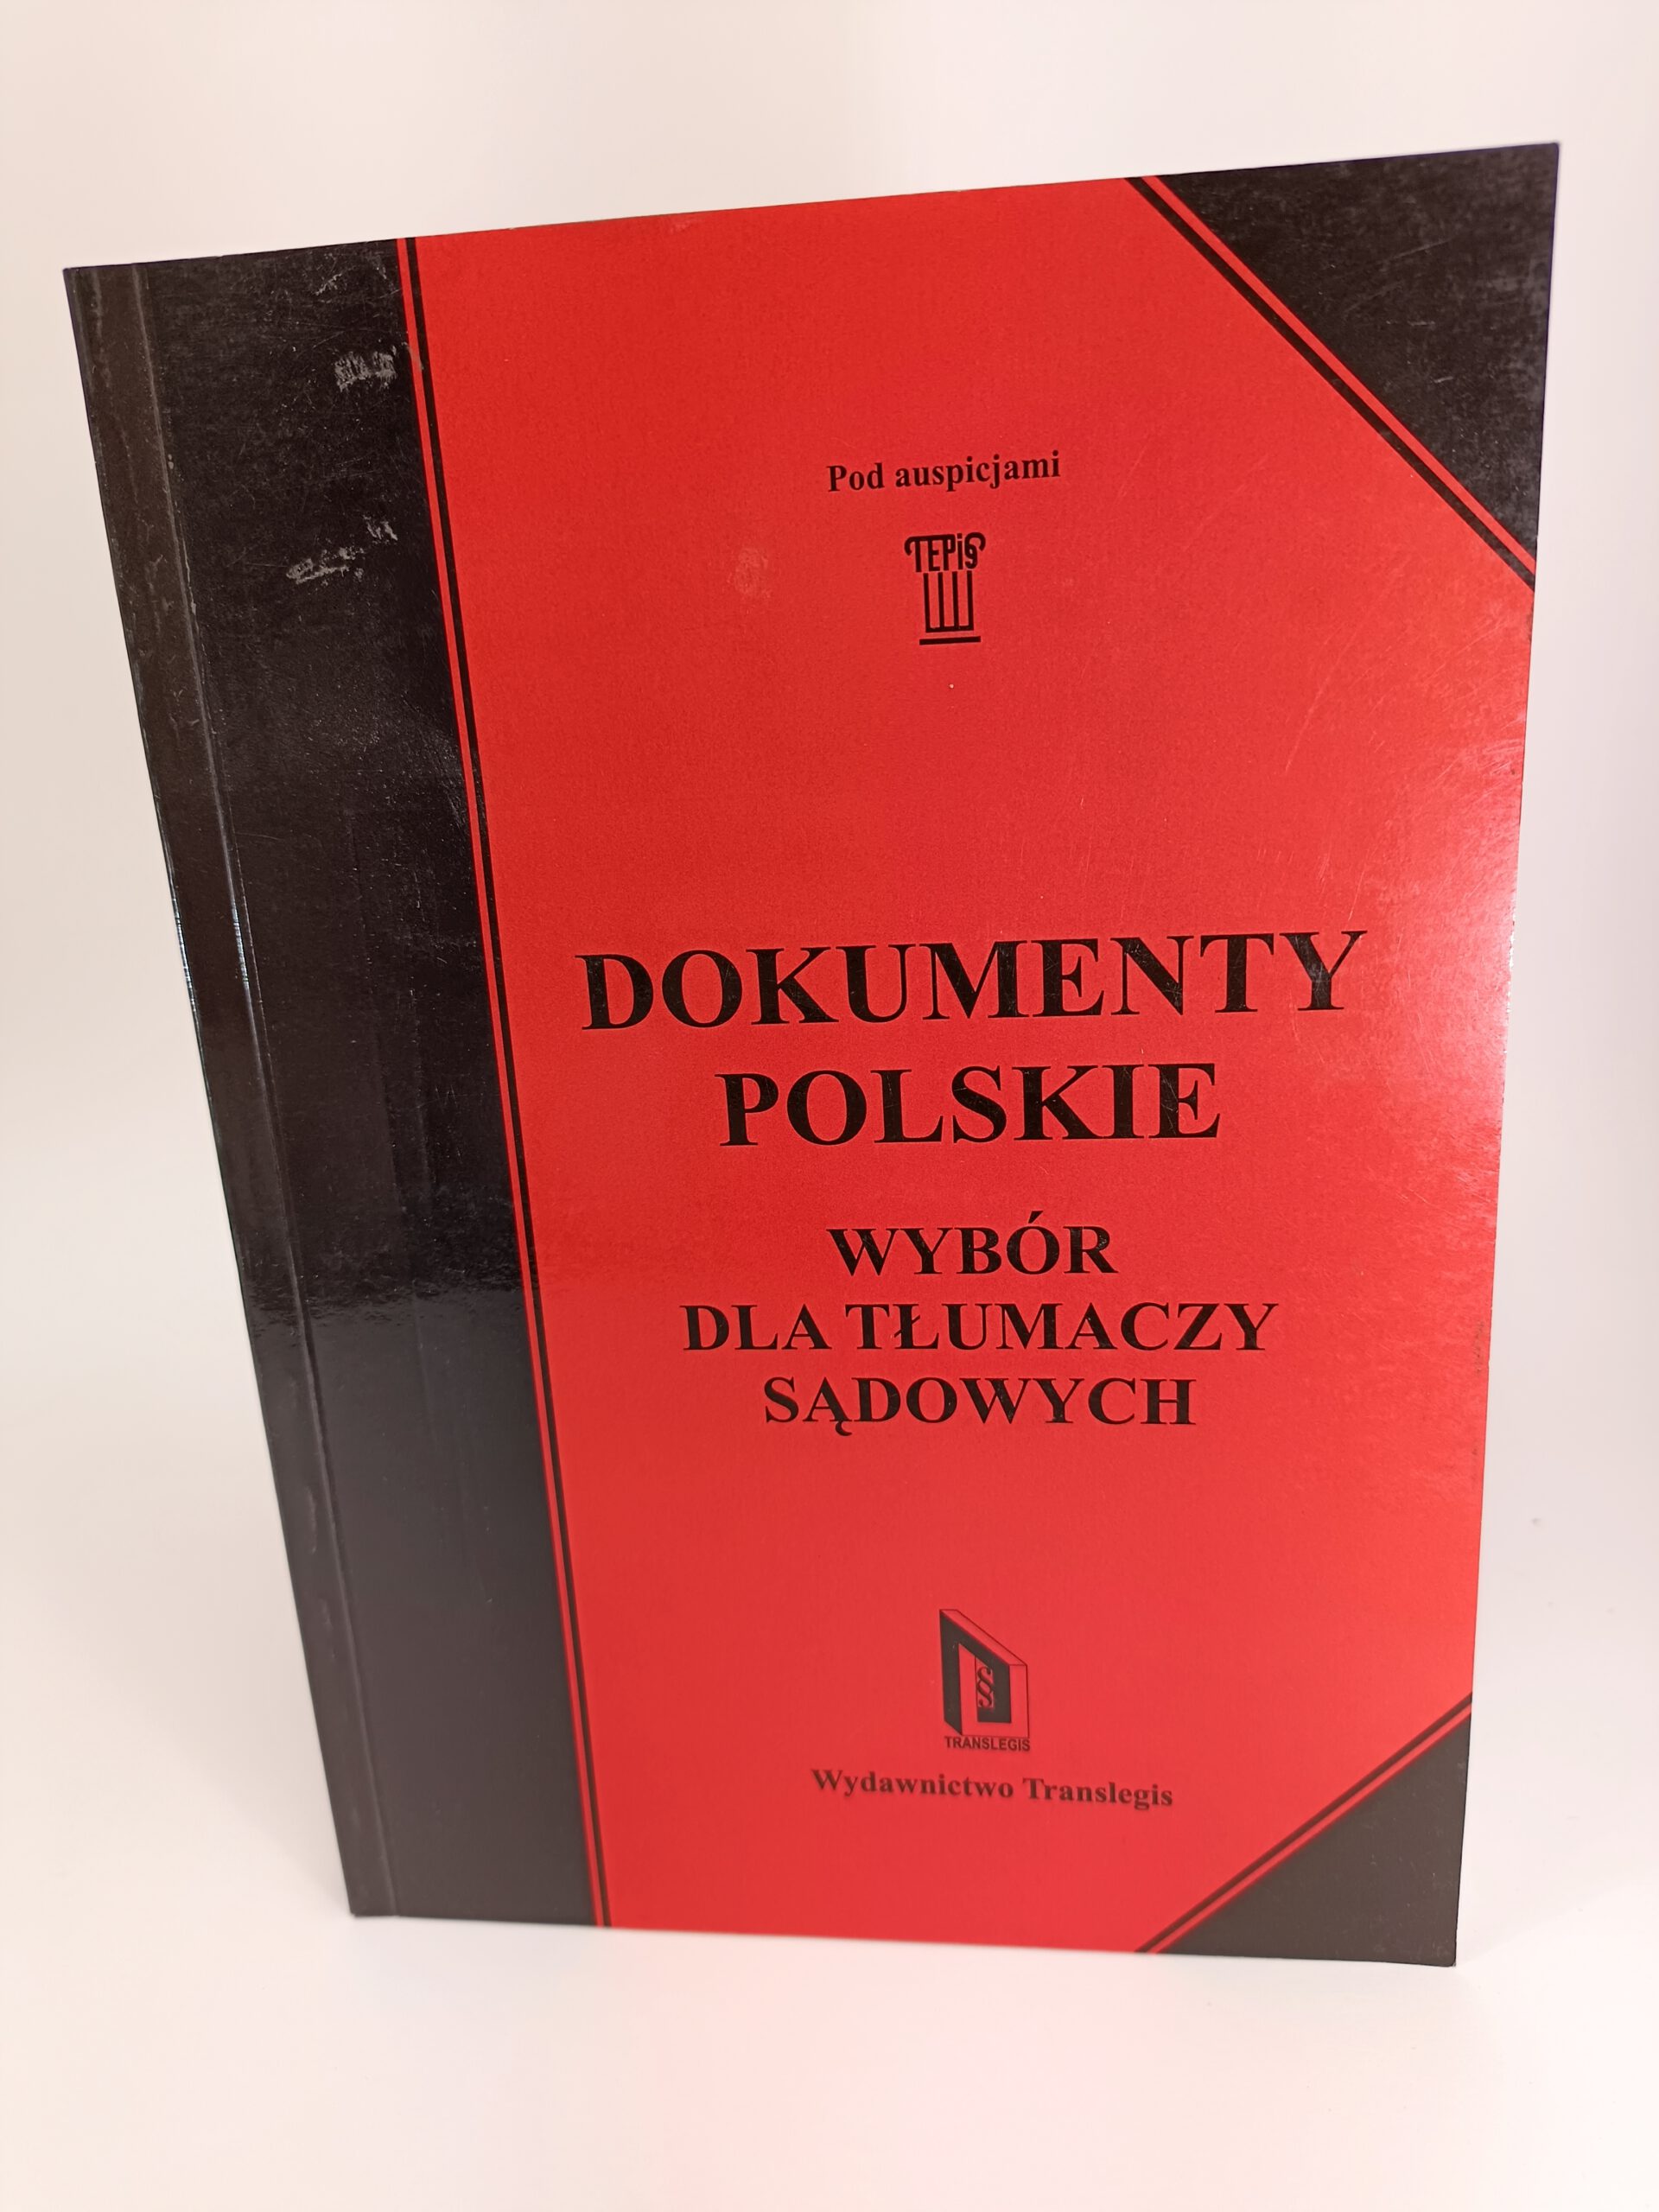 Pod auspicjami
TEPiS
DOKUMENTY
POLSKIE
WYBÓR
DLA TŁUMACZY
SĄDOWYCH
§
TRANSLEGIS
Wydawnictwo Translegis